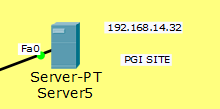 192.168.14.32
Fa0
PGI SITE
Server-PT
Server5